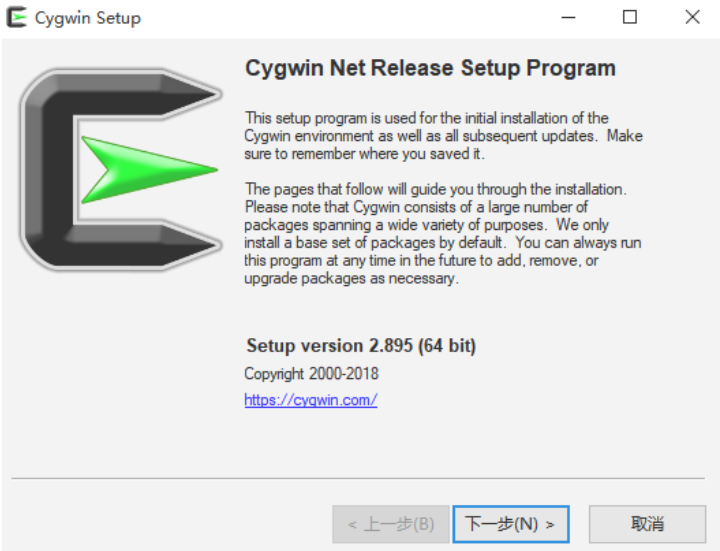 Cygwin Setup
Cygwin Net Release Setup Program
This setup program is used for the initial installation of the
Cygwin environment as well as all subsequent updates.  Make
sure to remember where you saved it.
The pages that follow will guide you through the installation.
Please note that Cygwin consists of a large number of
packages spanning a wide variety of purposes.  We only
install a base set of packages by default.  You can always run
this program at any time in the future to add, remove, or
upgrade packages as necessary.
Setup version 2.895 (64 bit)
Copyright 2000-2018
https://cygwin.com/
< 上一步(B) 下一步(N) > 取消